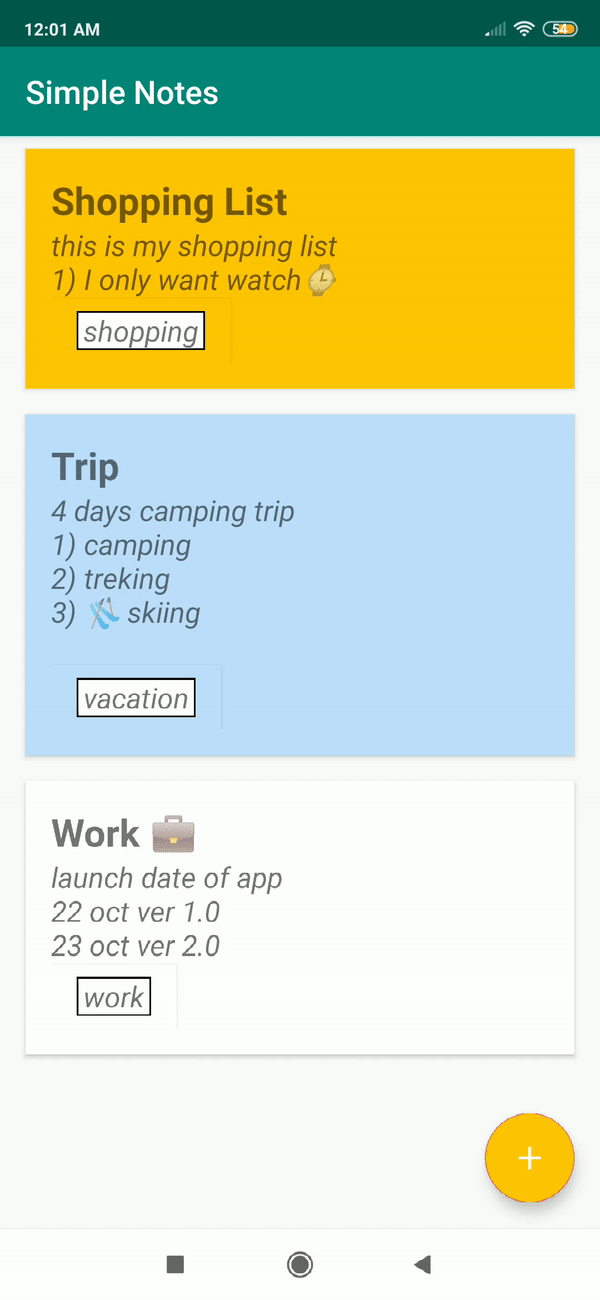 12:01 AM
54
Simple Notes
Shopping List
this is my shopping list
1) I only want watch ⌚
shopping
Trip
4 days camping trip
1) camping
2) treking
3) 🎿 skiing
vacation
Work 💼
launch date of app
22 oct ver 1.0
23 oct ver 2.0
work